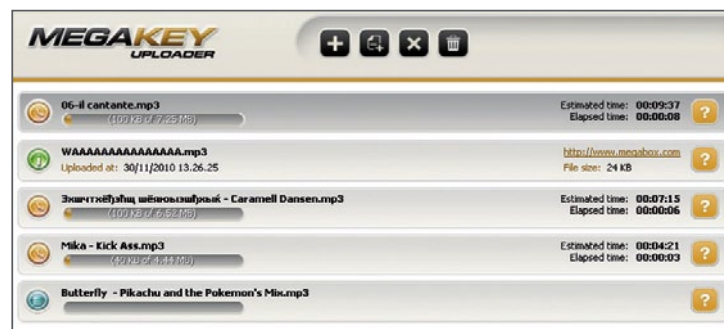 MEGAKEY
UPLOADER
06-il cantante.mp3
(100 KB of 7.25 MB)
Estimated time: 00:09:37
Elapsed time: 00:00:08
?
WAAAAAAAAAAAAAAA.mp3
Uploaded at: 30/11/2010 13.26.25
http://www.megabox.com
File size: 24 KB
?
- Caramell Dansen.mp3
(100 KB of 6.52 MB)
Estimated time: 00:07:15
Elapsed time: 00:00:06
?
Mika - Kick Ass.mp3
(40 KB of 4.44 MB)
Estimated time: 00:04:21
Elapsed time: 00:00:03
?
Butterfly - Pikachu and the Pokemon's Mix.mp3
?